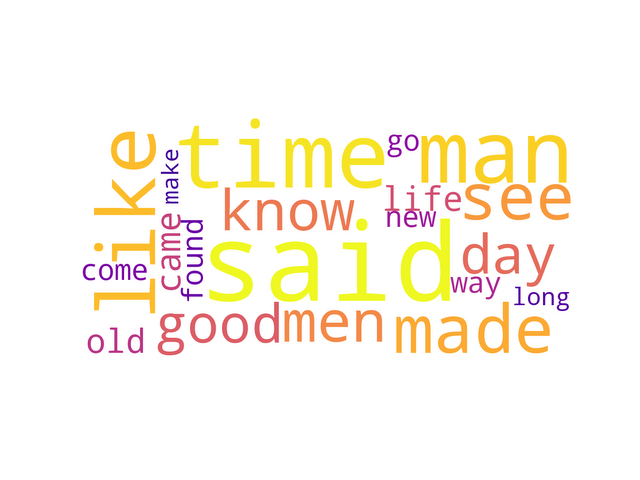 like
time
go
man
make
know
life
see
new
came
found
said
day
come
way
long
old
good
men
made